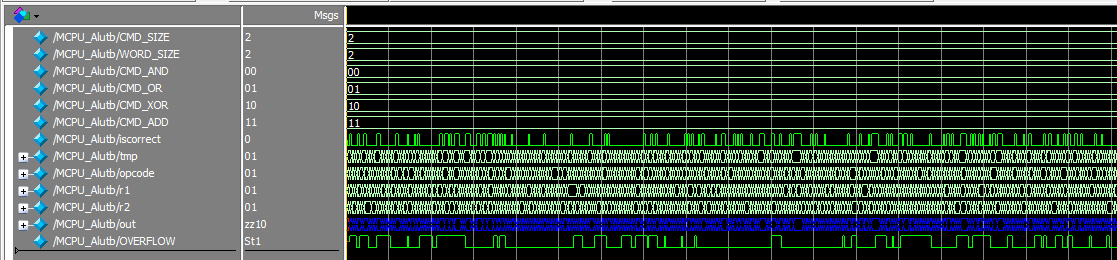 Msgs
/MCPU_Alutb/CMD_SIZE 2 2
/MCPU_Alutb/WORD_SIZE 2 2
/MCPU_Alutb/CMD_AND 00 00
/MCPU_Alutb/CMD_OR 01 01
/MCPU_Alutb/CMD_XOR 10 10
/MCPU_Alutb/CMD_ADD 11 11
/MCPU_Alutb/iscorrect 0
/MCPU_Alutb/tmp 01
/MCPU_Alutb/opcode 01
/MCPU_Alutb/r1 01
/MCPU_Alutb/r2 01
/MCPU_Alutb/out zz10
/MCPU_Alutb/OVERFLOW St1